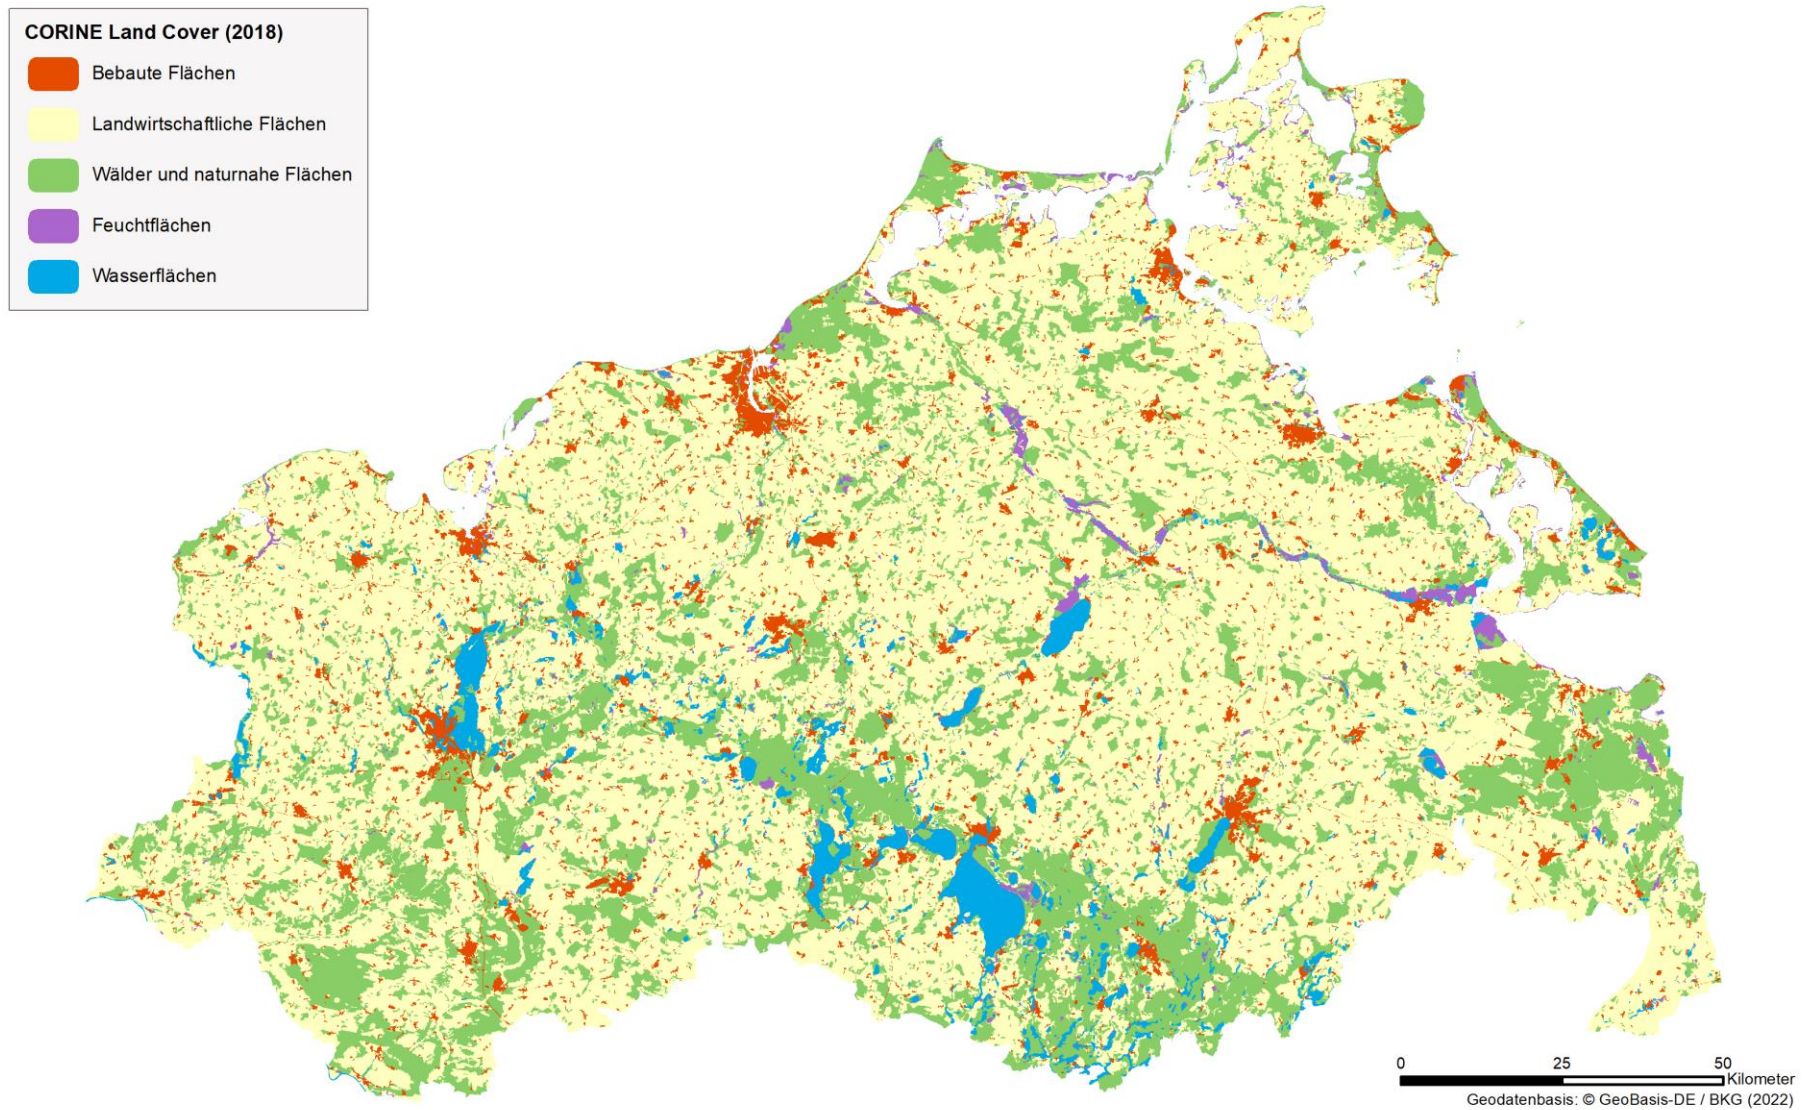 CORINE Land Cover (2018)
Bebaute Flächen
Landwirtschaftliche Flächen
Wälder und naturnahe Flächen
Feuchtflächen
Wasserflächen
0 25 50
Kilometer
Geodatenbasis: © GeoBasis-DE / BKG (2022)